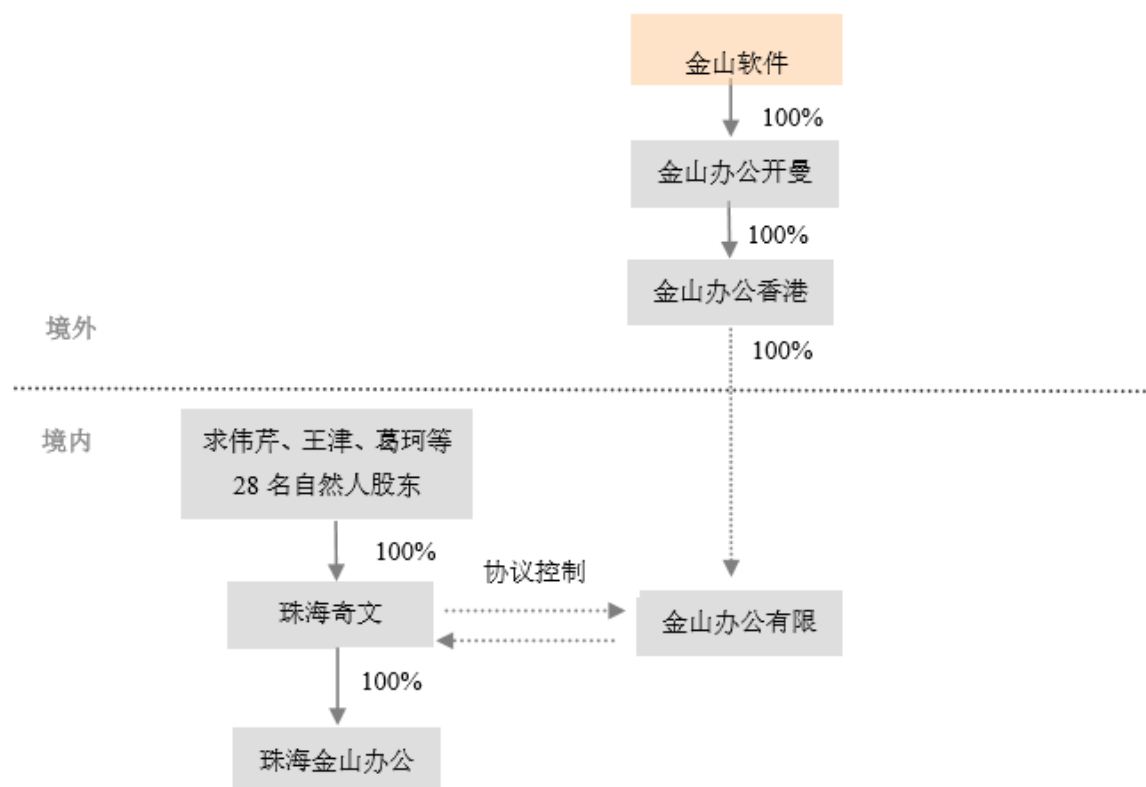 金山软件
100%
金山办公开曼
100%
金山办公香港
境外
100%
境内
求伟芹、王津、葛珂等
28 名自然人股东
100%
协议控制
珠海奇文
金山办公有限
100%
珠海金山办公